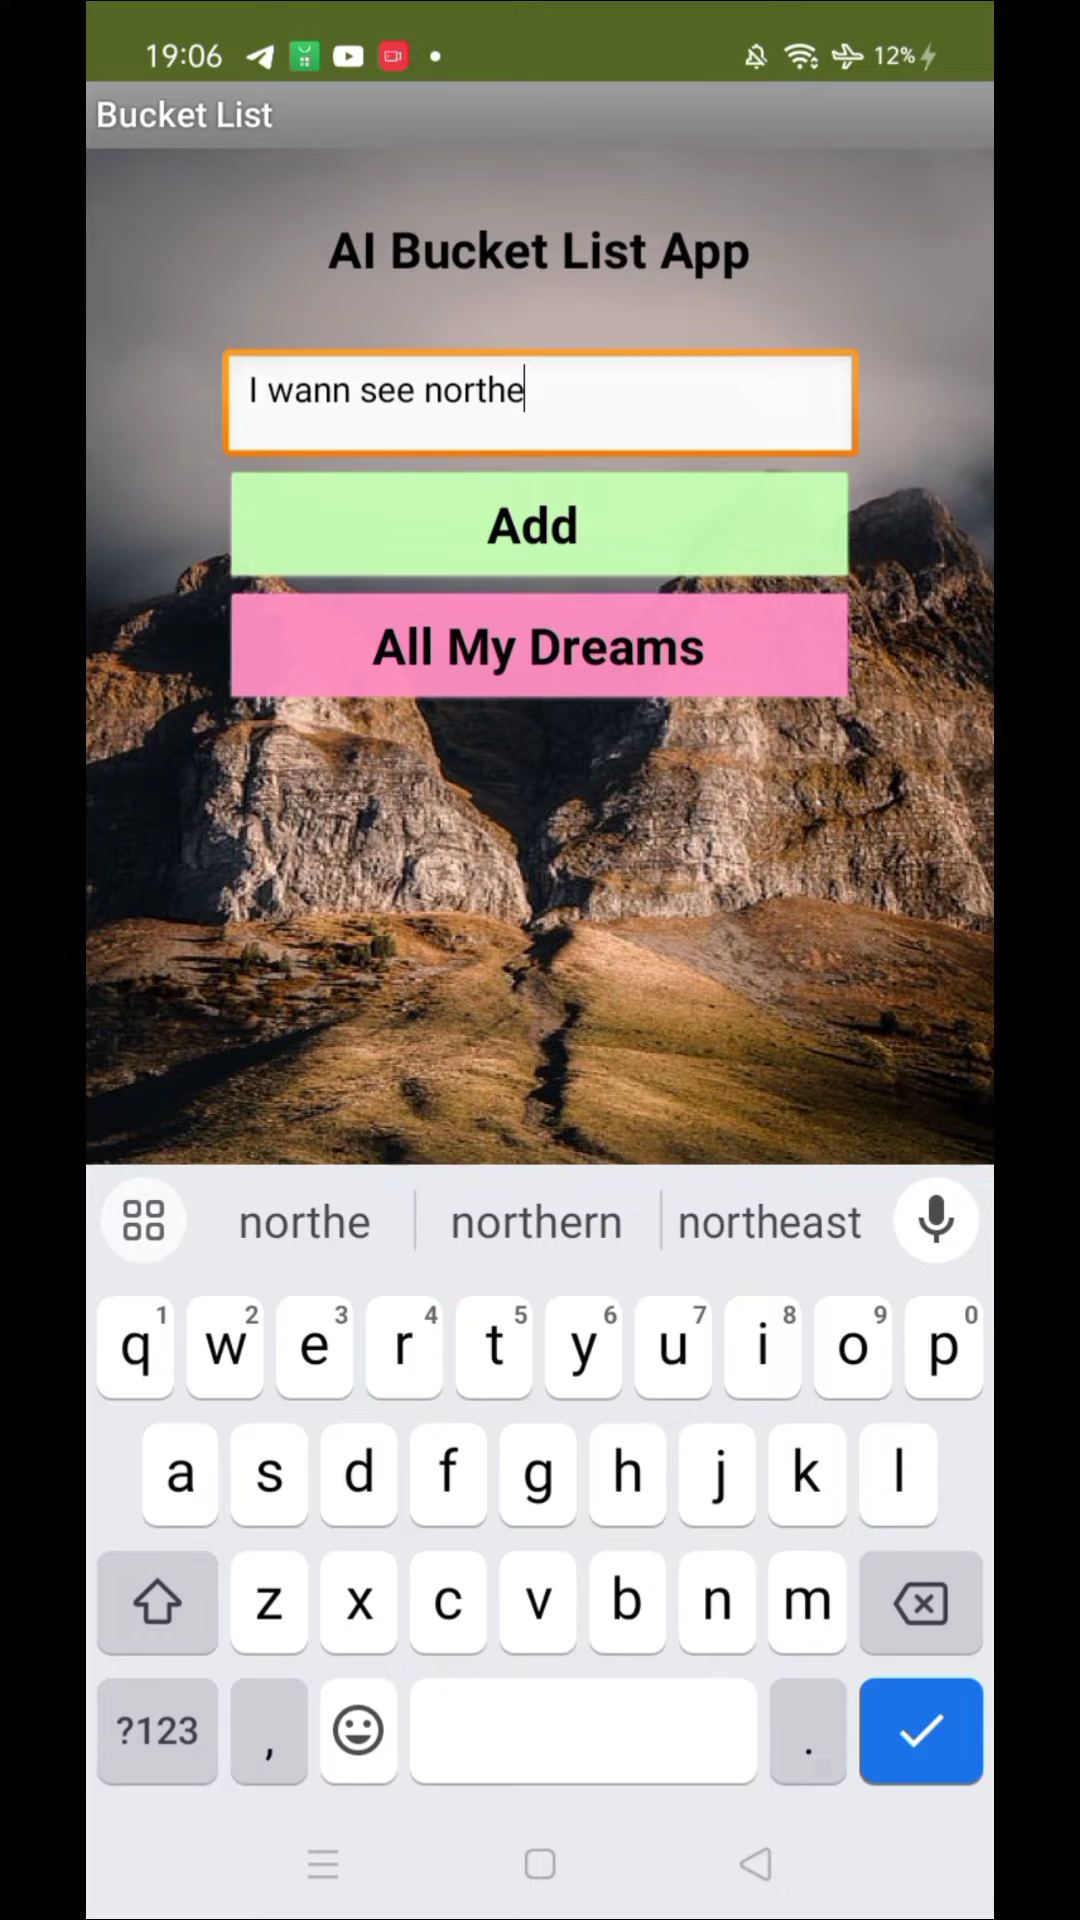 19:06 12%
Bucket List
AI Bucket List App
I wann see northe
Add
All My Dreams
northe northern northeast
1 2 3 4 5 6 7 8 9 0
q w e r t y u i o p
a s d f g h j k l
z x c v b n m
?123 , .